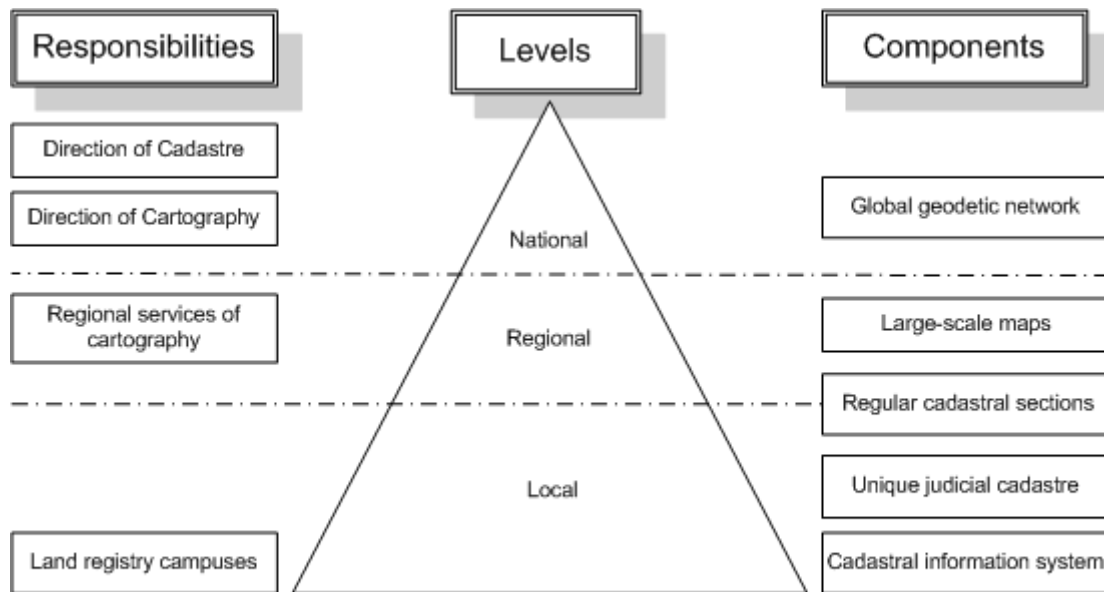 Responsibilities
Levels
Components
Direction of Cadastre
Direction of Cartography
Global geodetic network
National
Regional services of
cartography
Regional
Large-scale maps
Regular cadastral sections
Local
Unique judicial cadastre
Land registry campuses
Cadastral information system